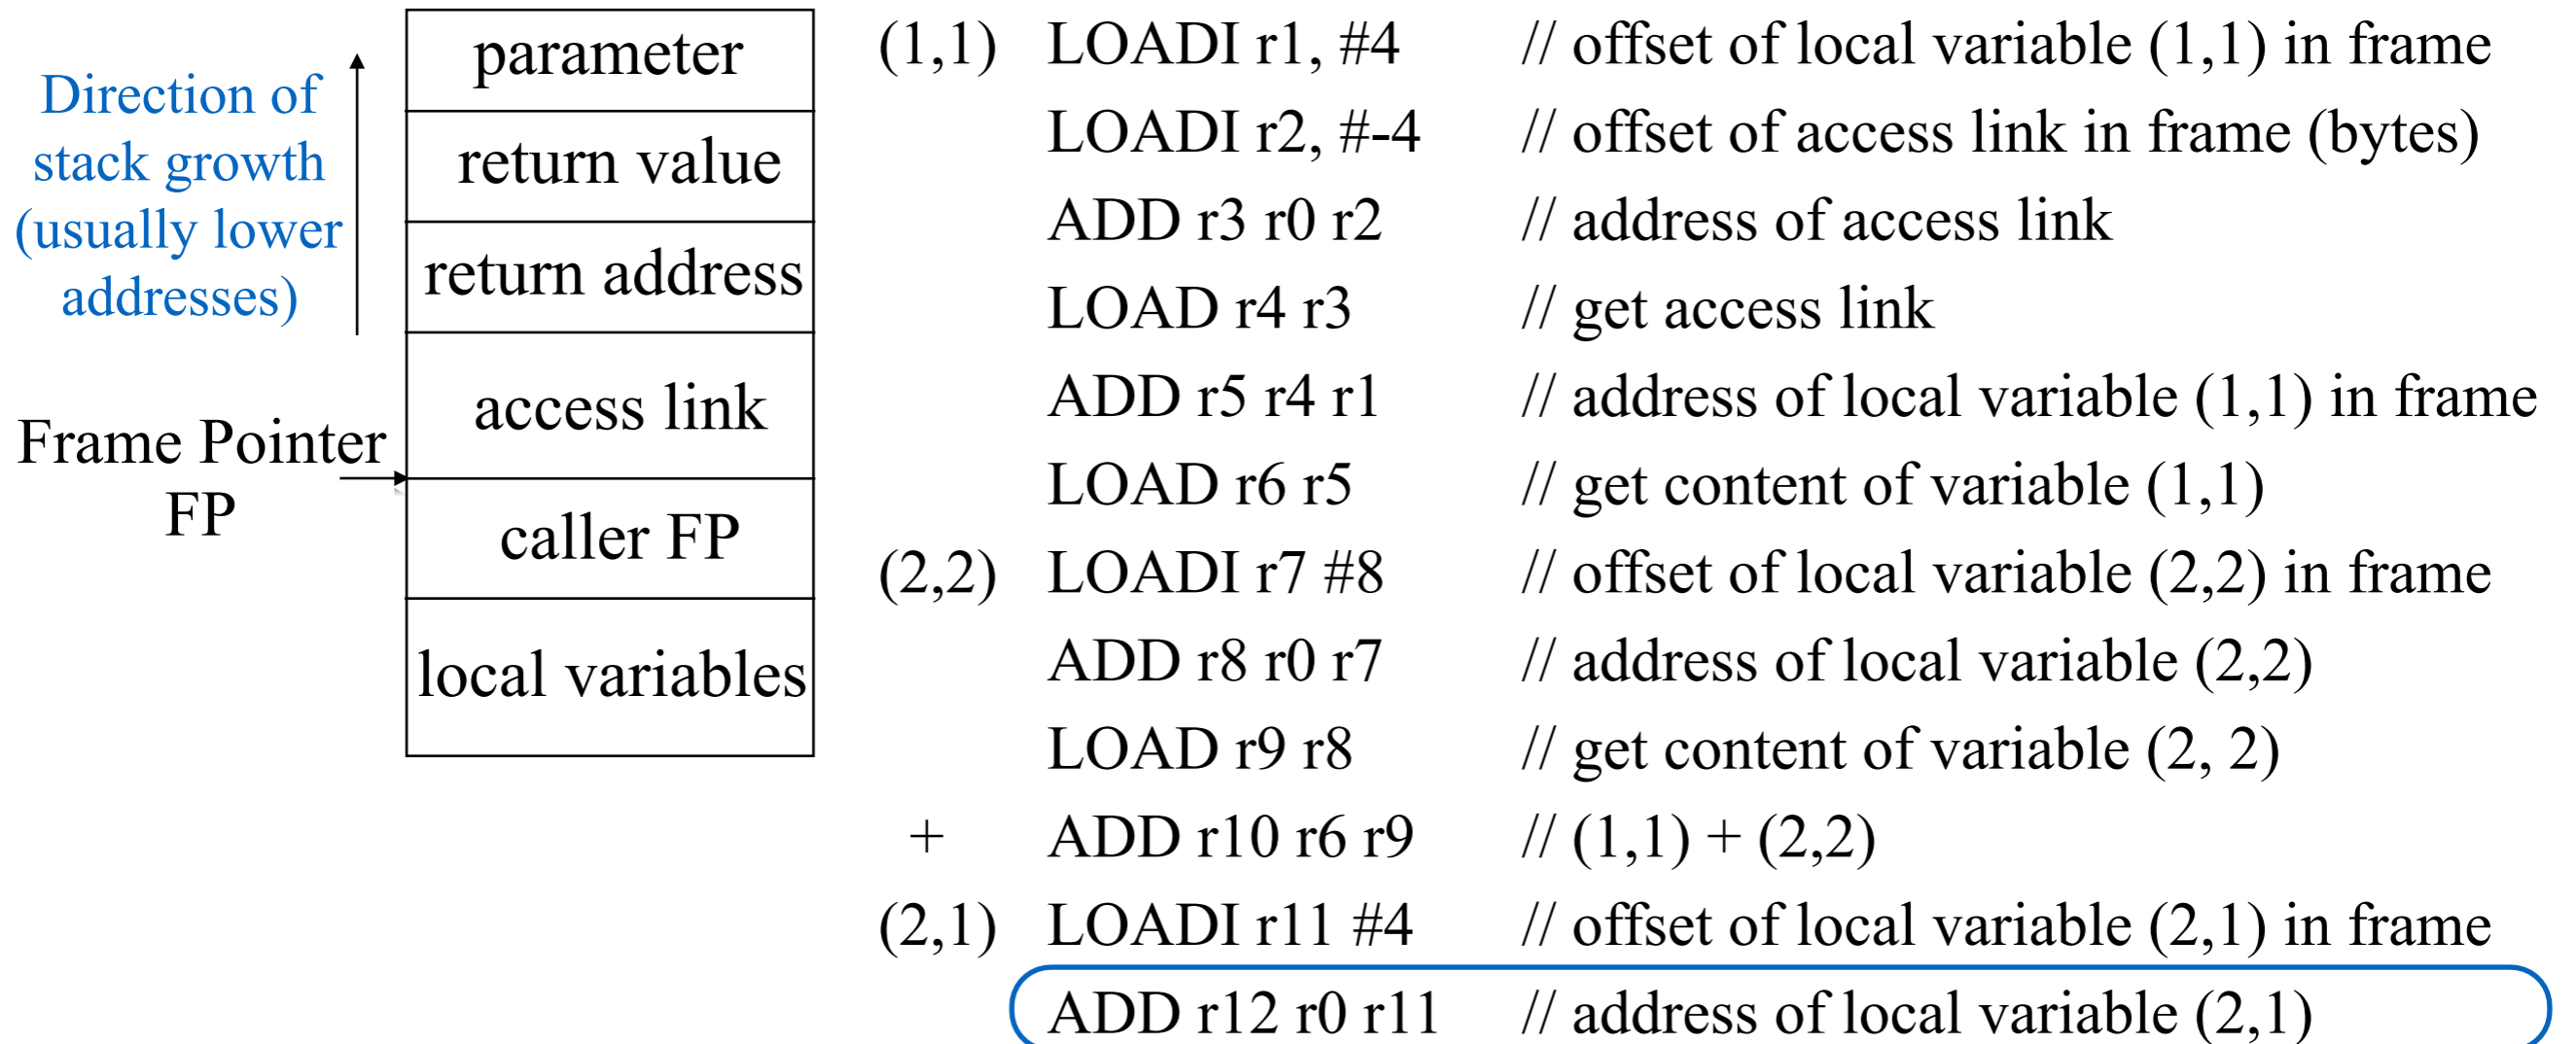 Direction of
stack growth
(usually lower
addresses)
Frame Pointer
FP
parameter
return value
return address
access link
caller FP
local variables
(1,1) LOADI r1, #4 // offset of local variable (1,1) in frame
LOADI r2, #-4 // offset of access link in frame (bytes)
ADD r3 r0 r2 // address of access link
LOAD r4 r3 // get access link
ADD r5 r4 r1 // address of local variable (1,1) in frame
LOAD r6 r5 // get content of variable (1,1)
(2,2) LOADI r7 #8 // offset of local variable (2,2) in frame
ADD r8 r0 r7 // address of local variable (2,2)
LOAD r9 r8 // get content of variable (2, 2)
+ ADD r10 r6 r9 // (1,1) + (2,2)
(2,1) LOADI r11 #4 // offset of local variable (2,1) in frame
ADD r12 r0 r11 // address of local variable (2,1)